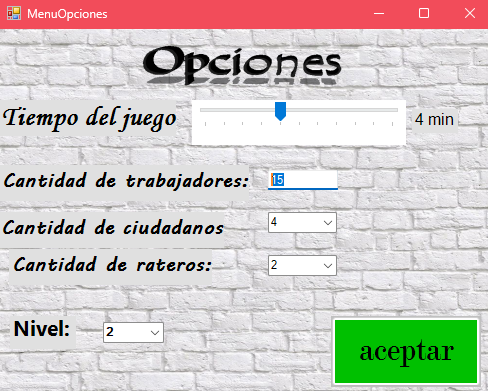 MenuOpciones
Opciones
Tiempo del juego 4 min
Cantidad de trabajadores: 15
Cantidad de ciudadanos 4
Cantidad de rateros: 2
Nivel: 2
aceptar